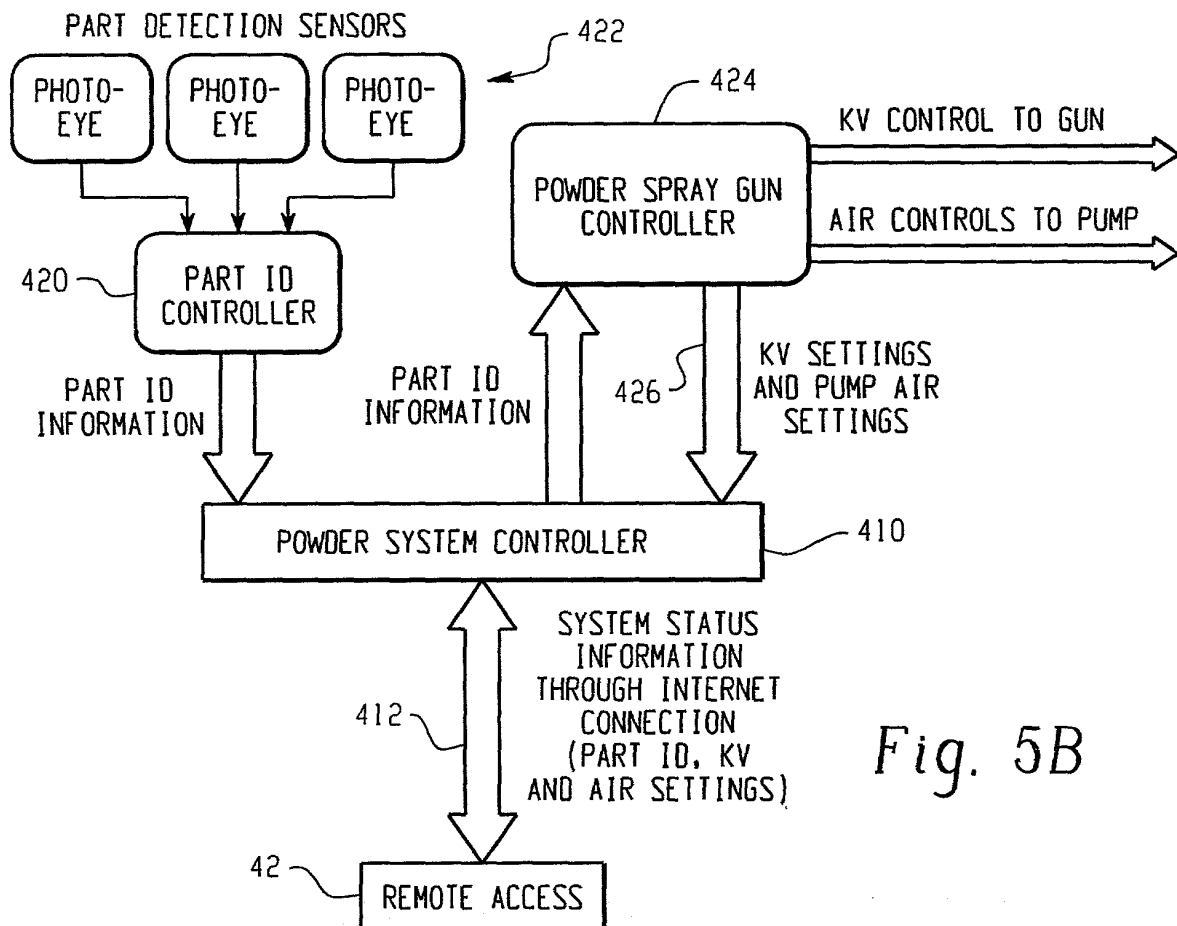 PART DETECTION SENSORS
422
PHOTO-
EYE
PHOTO-
EYE
PHOTO-
EYE
424
POWDER SPRAY GUN
CONTROLLER
KV CONTROL TO GUN
AIR CONTROLS TO PUMP
420
PART ID
CONTROLLER
PART ID
INFORMATION
PART ID
INFORMATION
426
KV SETTINGS
AND PUMP AIR
SETTINGS
POWDER SYSTEM CONTROLLER
410
412
SYSTEM STATUS
INFORMATION
THROUGH INTERNET
CONNECTION
(PART ID, KV
AND AIR SETTINGS)
Fig. 5B
42
REMOTE ACCESS